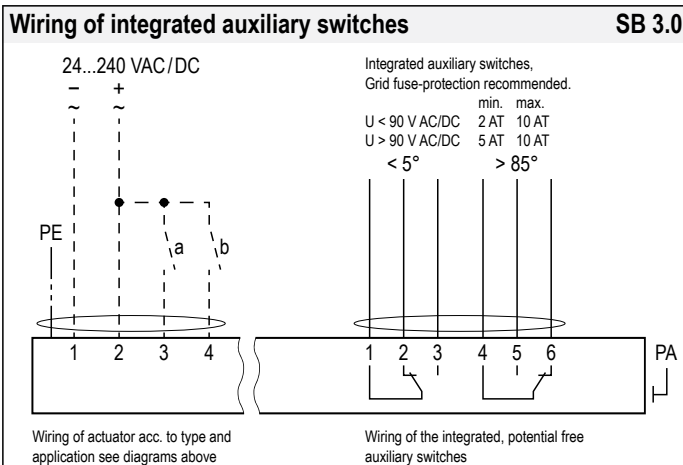 Wiring of integrated auxiliary switches SB 3.0
24...240 VAC/DC
− +
~ ~
Integrated auxiliary switches,
Grid fuse-protection recommended.
min. max.
U < 90 V AC/DC 2 AT 10 AT
U > 90 V AC/DC 5 AT 10 AT
< 5° > 85°
PE
a b
1 2 3 4 1 2 3 4 5 6 PA
Wiring of actuator acc. to type and
application see diagrams above
Wiring of the integrated, potential free
auxiliary switches